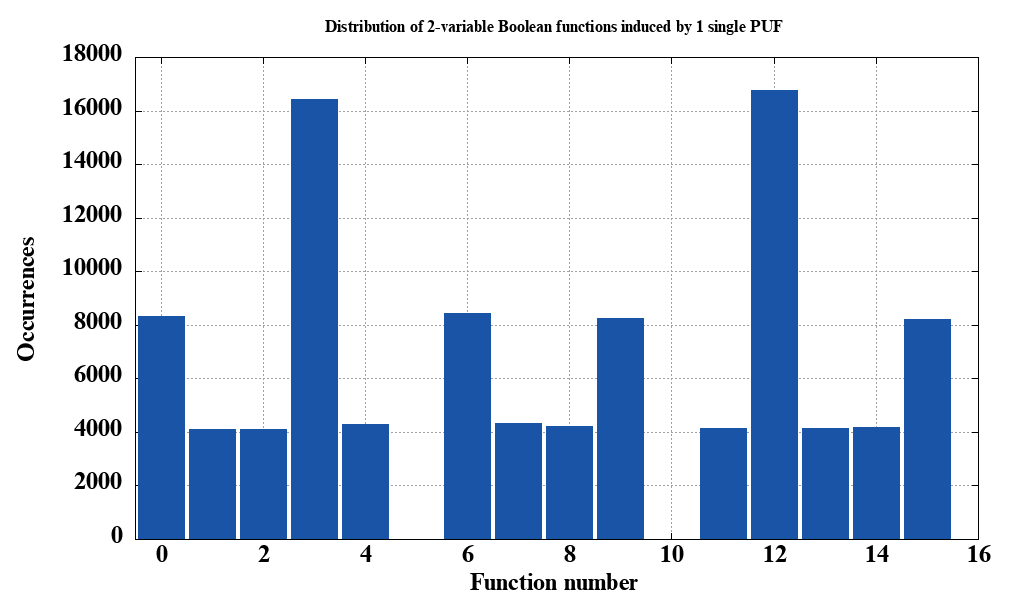 Distribution of 2-variable Boolean functions induced by 1 single PUF
18000
16000
14000
12000
10000
8000
6000
4000
2000
0
Occurrences
0 2 4 6 8 10 12 14 16
Function number